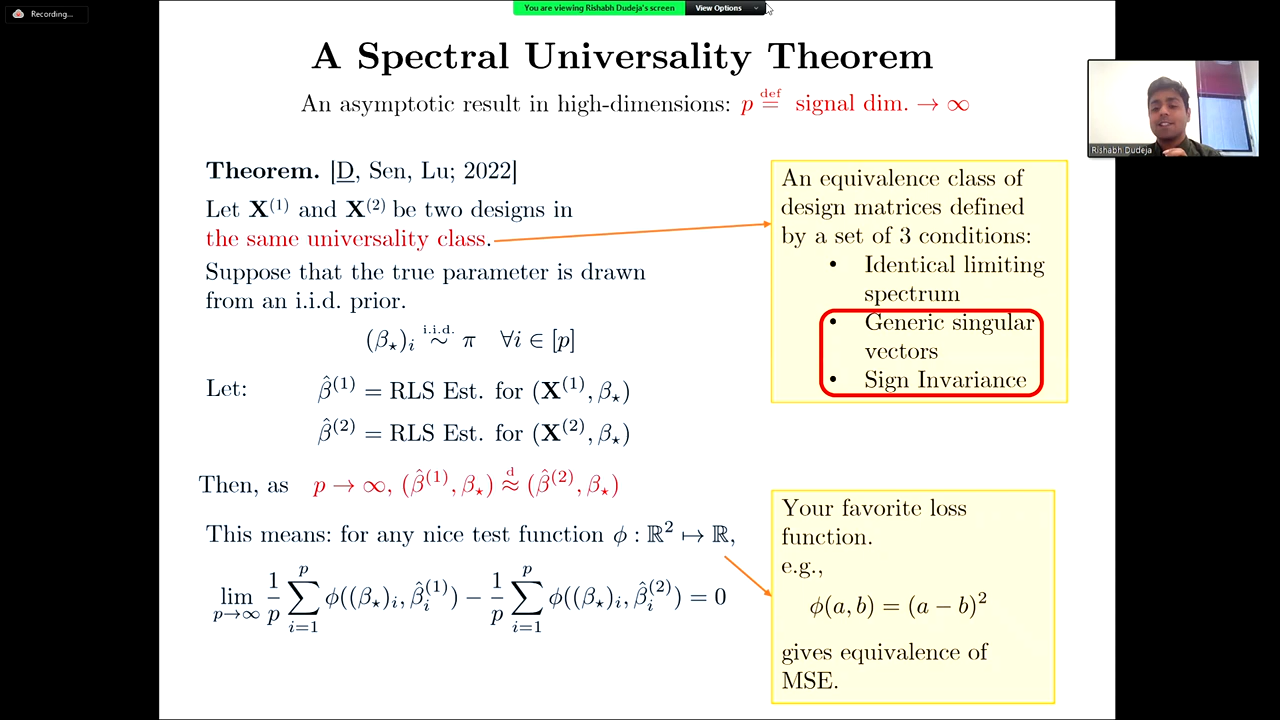 Recording...
You are viewing Rishabh Dudeja's screen
View Options
A Spectral Universality Theorem
An asymptotic result in high-dimensions: p def= signal dim. → ∞
Rishabh Dudeja
Theorem. [D, Sen, Lu; 2022]
Let X⁽¹⁾ and X⁽²⁾ be two designs in
the same universality class.
Suppose that the true parameter is drawn
from an i.i.d. prior.
(β⋆)ᵢ i.i.d.∼ π ∀i ∈ [p]
Let: β̂⁽¹⁾ = RLS Est. for (X⁽¹⁾, β⋆)
β̂⁽²⁾ = RLS Est. for (X⁽²⁾, β⋆)
Then, as p → ∞, (β̂⁽¹⁾, β⋆) d≈ (β̂⁽²⁾, β⋆)
This means: for any nice test function ϕ : ℝ² ↦ ℝ,
lim p→∞ 1/p ∑ᵢ₌₁ᵖ ϕ((β⋆)ᵢ, β̂ᵢ⁽¹⁾) − 1/p ∑ᵢ₌₁ᵖ ϕ((β⋆)ᵢ, β̂ᵢ⁽²⁾) = 0
An equivalence class of
design matrices defined
by a set of 3 conditions:
• Identical limiting
spectrum
• Generic singular
vectors
• Sign Invariance
Your favorite loss
function.
e.g.,
ϕ(a, b) = (a − b)²
gives equivalence of
MSE.